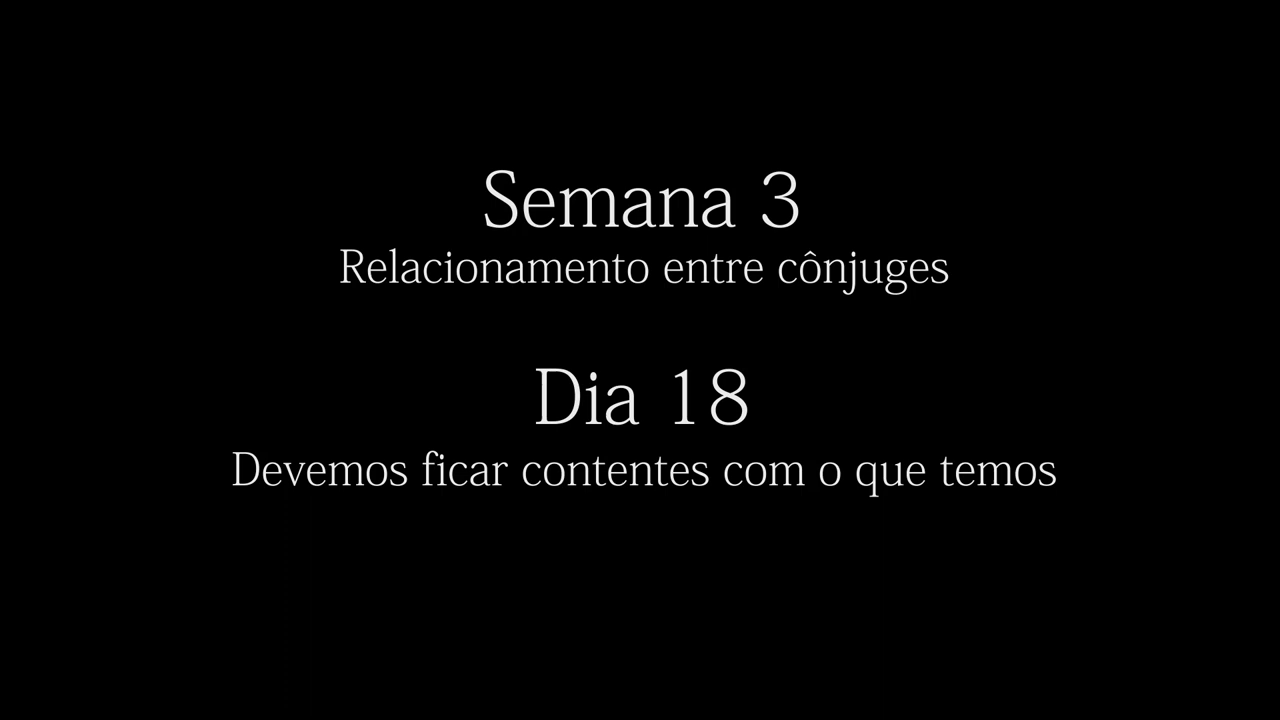 Semana 3
Relacionamento entre cônjuges
Dia 18
Devemos ficar contentes com o que temos